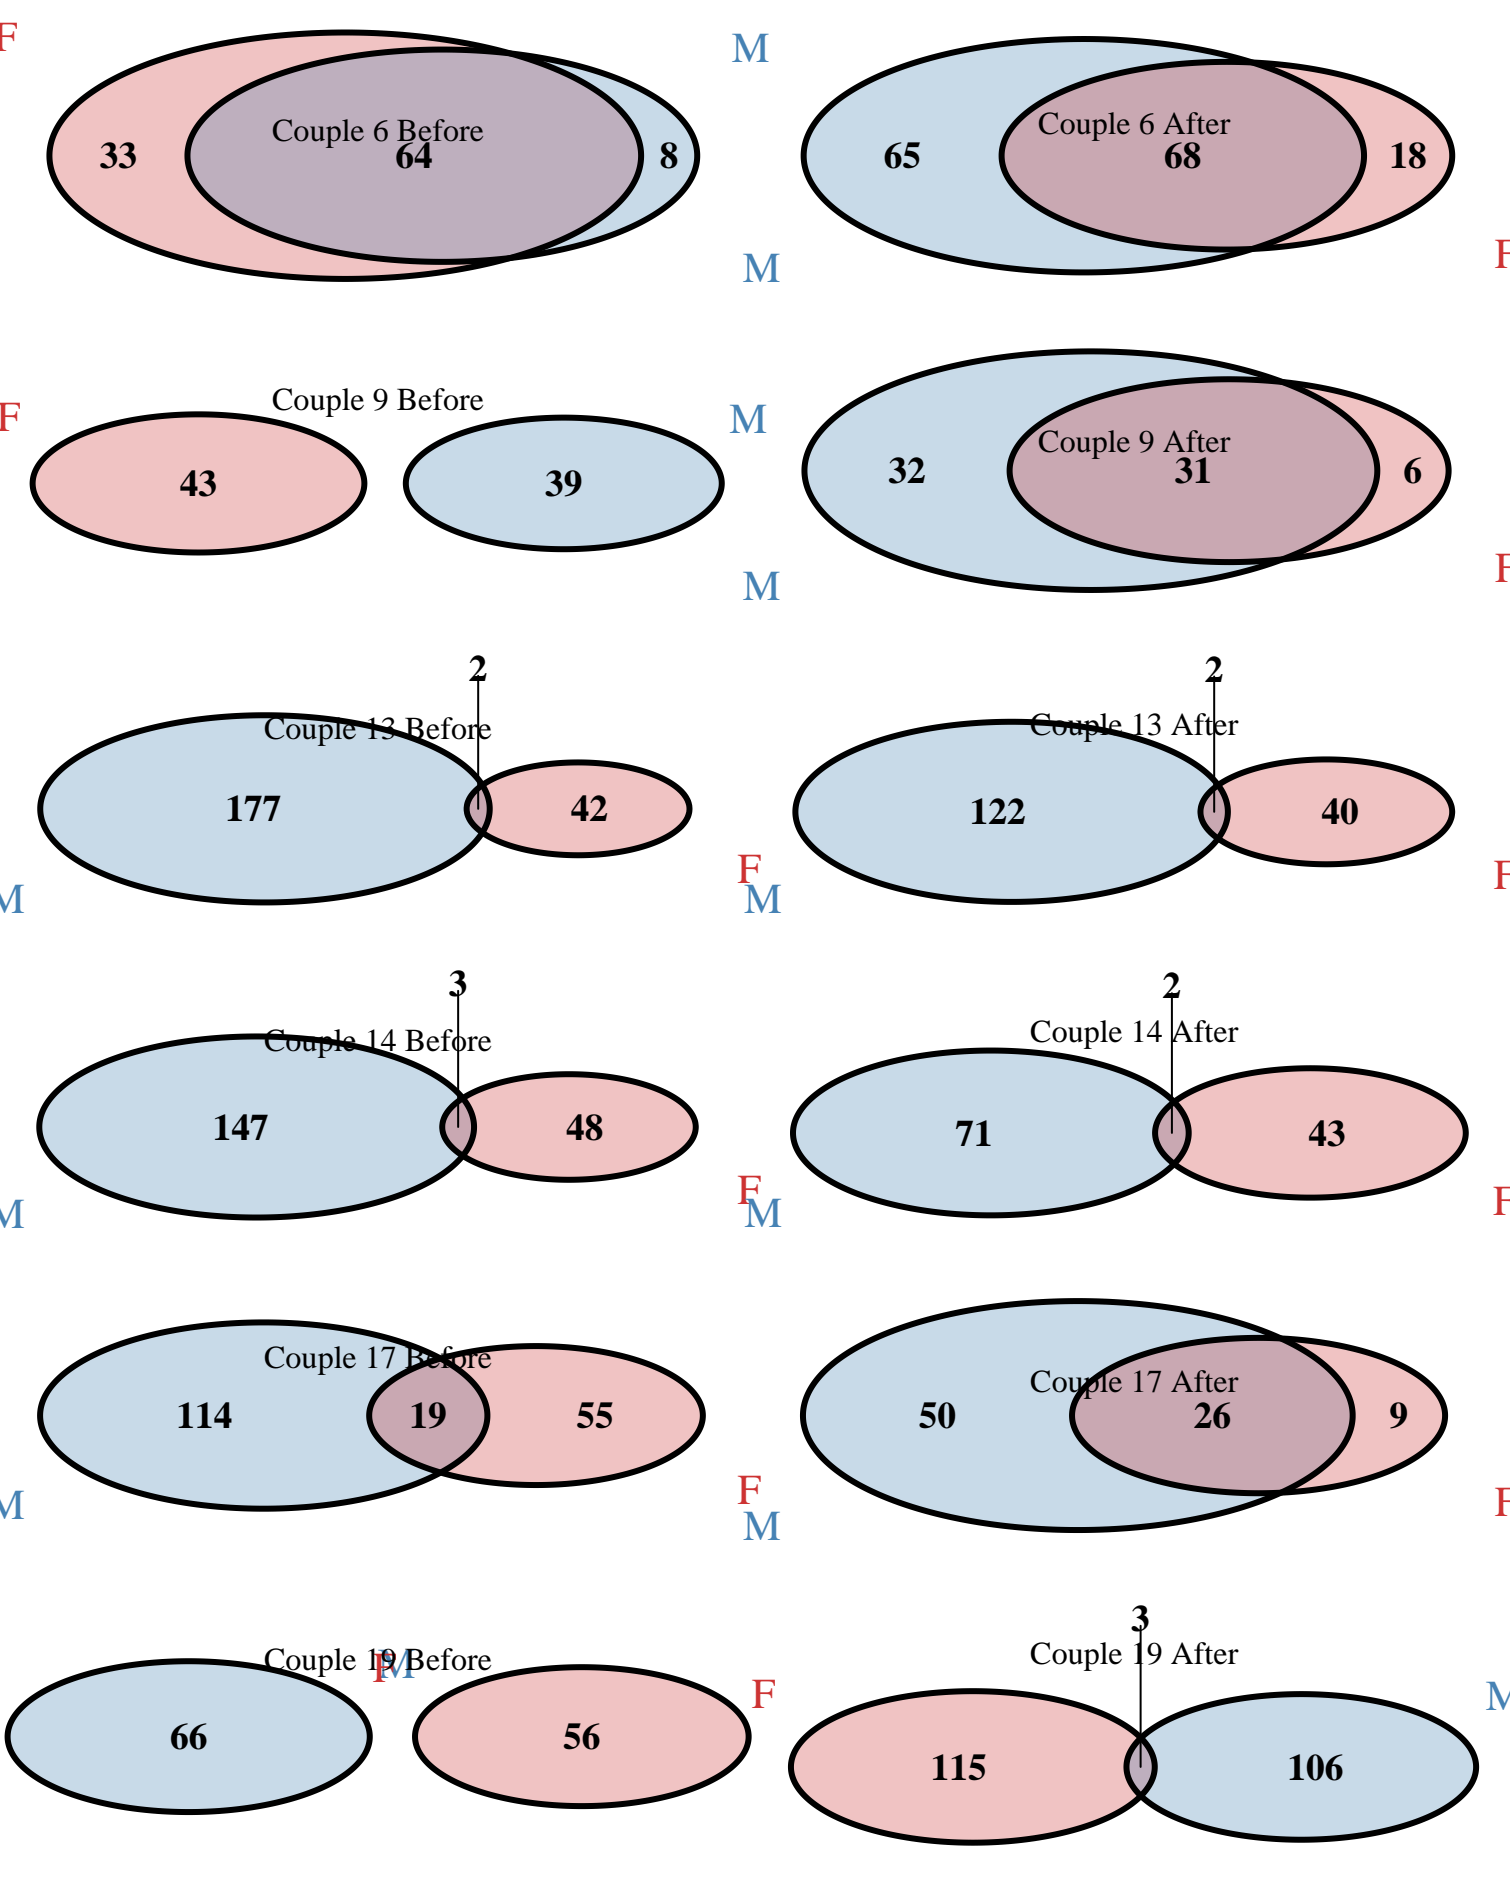 F
M
Couple 6 Before
Couple 6 After
33
64
8
65
68
18
M
F
Couple 9 Before
F
M
Couple 9 After
43
39
32
31
6
M
F
2
2
Couple 13 Before
Couple 13 After
177
42
122
40
F
F
M
M
3
2
Couple 14 Before
Couple 14 After
147
48
71
43
F
F
M
M
Couple 17 Before
Couple 17 After
114
19
55
50
26
9
F
F
M
M
3
Couple 19 Before
Couple 19 After
F
M
F
M
66
56
115
106